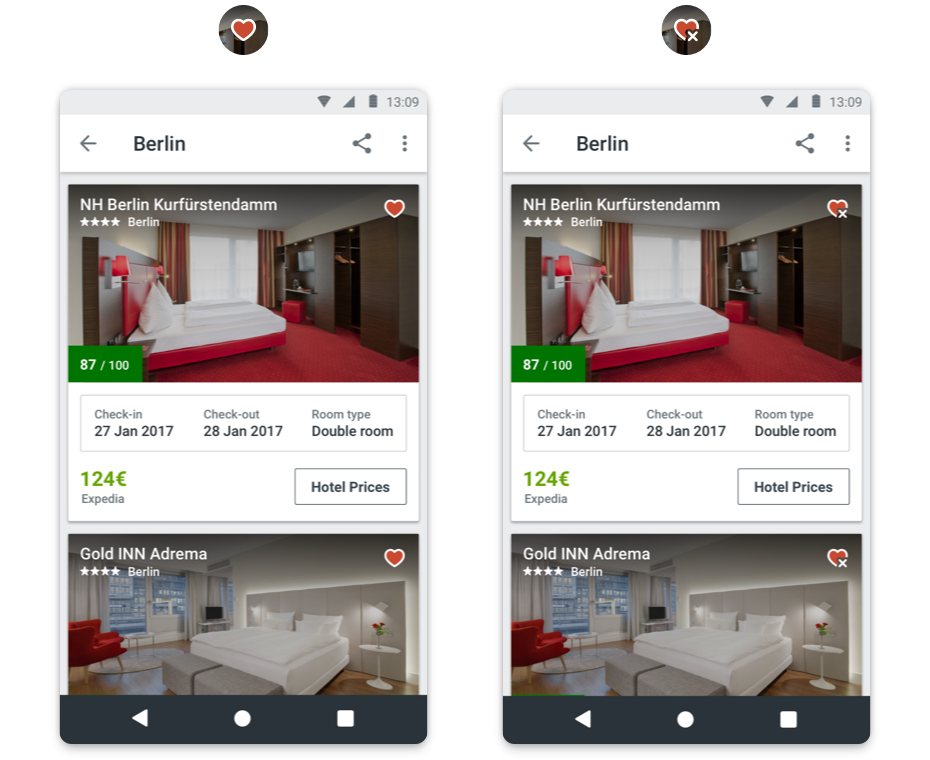 13:09
Berlin
NH Berlin Kurfürstendamm
★★★★ Berlin
87 / 100
Check-in Check-out Room type
27 Jan 2017 28 Jan 2017 Double room
124€
Expedia
Hotel Prices
Gold INN Adrema
★★★★ Berlin
13:09
Berlin
NH Berlin Kurfürstendamm
★★★★ Berlin
87 / 100
Check-in Check-out Room type
27 Jan 2017 28 Jan 2017 Double room
124€
Expedia
Hotel Prices
Gold INN Adrema
★★★★ Berlin